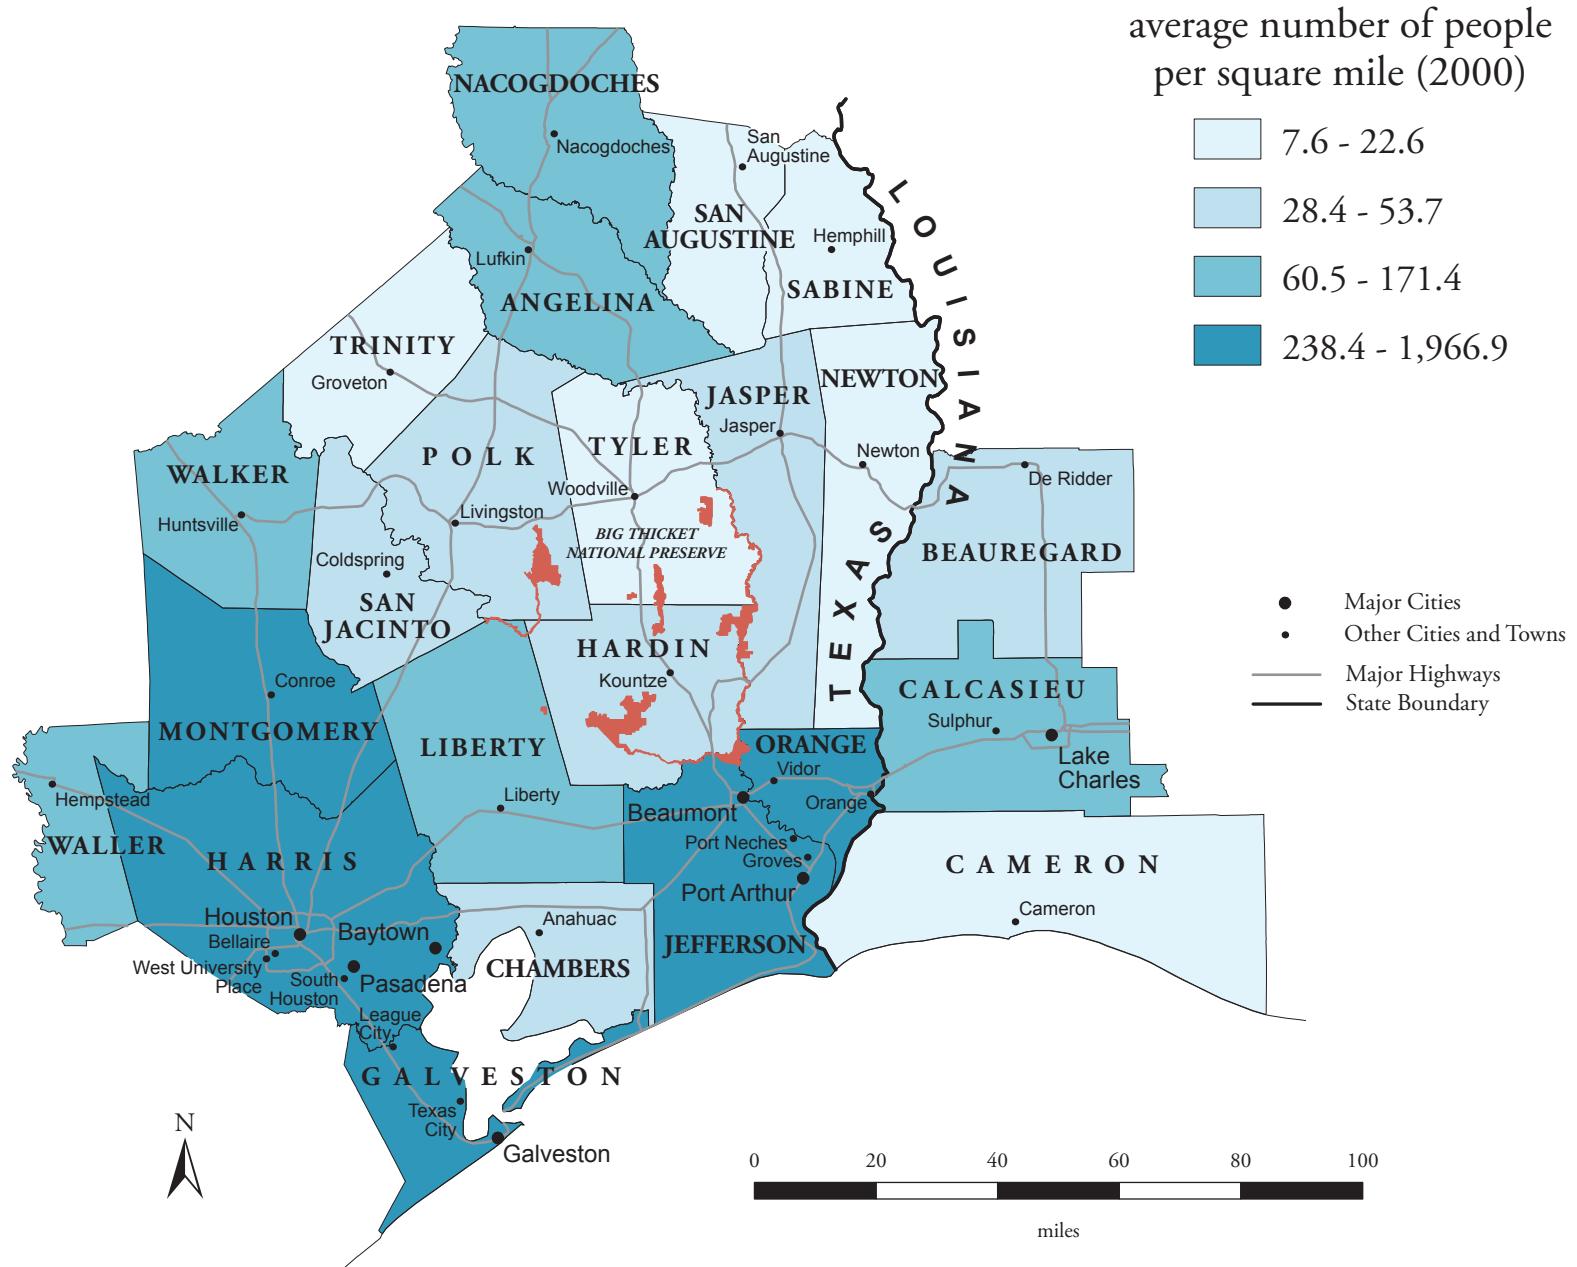 average number of people
per square mile (2000)
7.6 - 22.6
28.4 - 53.7
60.5 - 171.4
238.4 - 1,966.9
NACOGDOCHES
Nacogdoches
San
Augustine
SAN
AUGUSTINE
Hemphill
SABINE
LOUISIANA
Lufkin
ANGELINA
TRINITY
Groveton
JASPER
Jasper
NEWTON
Newton
POLK
TYLER
Woodville
WALKER
Huntsville
Livingston
BIG THICKET
NATIONAL PRESERVE
De Ridder
BEAUREGARD
Coldspring
SAN
JACINTO
TEXAS
HARDIN
Kountze
Major Cities
Other Cities and Towns
Major Highways
State Boundary
Conroe
MONTGOMERY
LIBERTY
Liberty
ORANGE
Vidor
Orange
CALCASIEU
Sulphur
Lake
Charles
Hempstead
WALLER
HARRIS
Beaumont
Port Neches
Groves
Port Arthur
JEFFERSON
CAMERON
Cameron
Houston
Bellaire
West University
Place
Baytown
South
Houston
Pasadena
Anahuac
CHAMBERS
League
City
GALVESTON
Texas
City
Galveston
N
0 20 40 60 80 100
miles